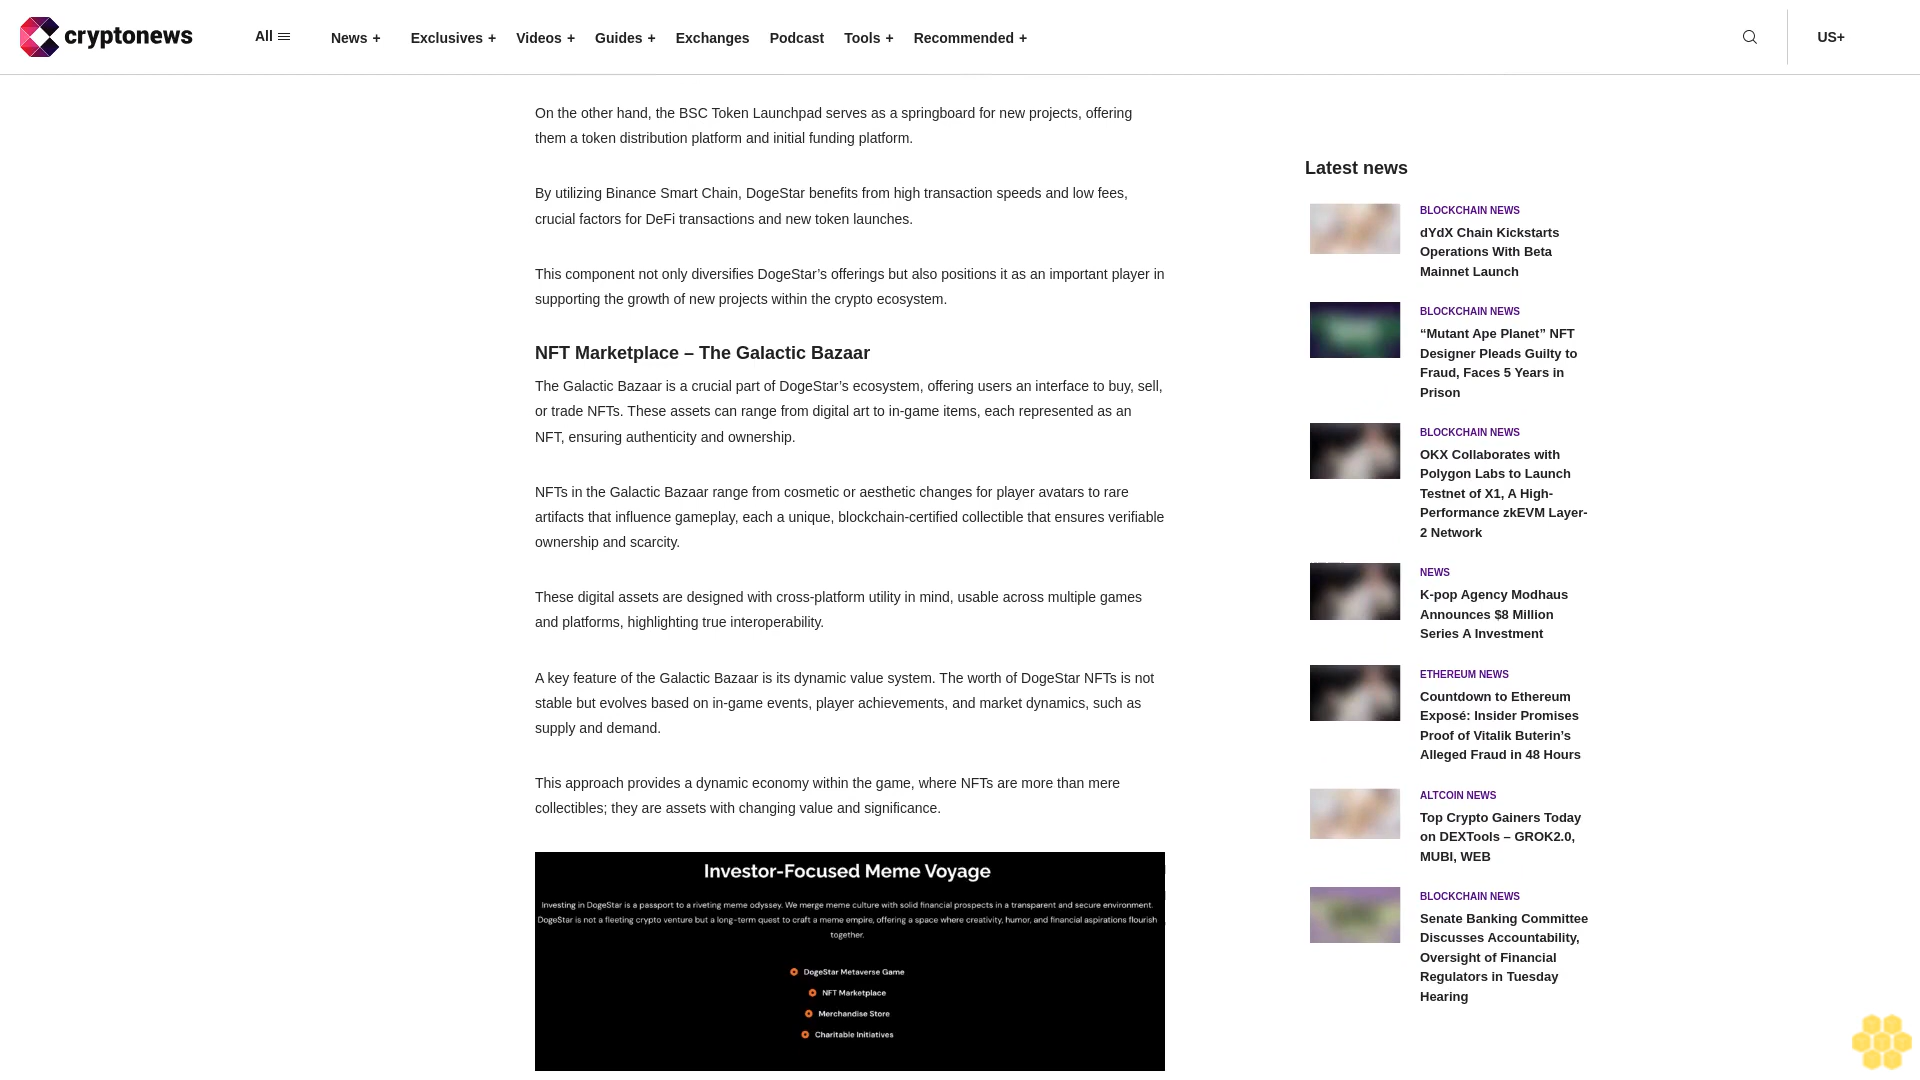 cryptonews
All
News +
Exclusives +
Videos +
Guides +
Exchanges
Podcast
Tools +
Recommended +
US+
On the other hand, the BSC Token Launchpad serves as a springboard for new projects, offering
them a token distribution platform and initial funding platform.
By utilizing Binance Smart Chain, DogeStar benefits from high transaction speeds and low fees,
crucial factors for DeFi transactions and new token launches.
This component not only diversifies DogeStar’s offerings but also positions it as an important player in
supporting the growth of new projects within the crypto ecosystem.
NFT Marketplace – The Galactic Bazaar
The Galactic Bazaar is a crucial part of DogeStar’s ecosystem, offering users an interface to buy, sell,
or trade NFTs. These assets can range from digital art to in-game items, each represented as an
NFT, ensuring authenticity and ownership.
NFTs in the Galactic Bazaar range from cosmetic or aesthetic changes for player avatars to rare
artifacts that influence gameplay, each a unique, blockchain-certified collectible that ensures verifiable
ownership and scarcity.
These digital assets are designed with cross-platform utility in mind, usable across multiple games
and platforms, highlighting true interoperability.
A key feature of the Galactic Bazaar is its dynamic value system. The worth of DogeStar NFTs is not
stable but evolves based on in-game events, player achievements, and market dynamics, such as
supply and demand.
This approach provides a dynamic economy within the game, where NFTs are more than mere
collectibles; they are assets with changing value and significance.
Investor-Focused Meme Voyage
Investing in DogeStar is a passport to a riveting meme odyssey. We merge meme culture with solid financial prospects in a transparent and secure environment.
DogeStar is not a fleeting crypto venture but a long-term quest to craft a meme empire, offering a space where creativity, humor, and financial aspirations flourish
together.
DogeStar Metaverse Game
NFT Marketplace
Merchandise Store
Charitable Initiatives
Latest news
BLOCKCHAIN NEWS
dYdX Chain Kickstarts
Operations With Beta
Mainnet Launch
BLOCKCHAIN NEWS
“Mutant Ape Planet” NFT
Designer Pleads Guilty to
Fraud, Faces 5 Years in
Prison
BLOCKCHAIN NEWS
OKX Collaborates with
Polygon Labs to Launch
Testnet of X1, A High-
Performance zkEVM Layer-
2 Network
NEWS
K-pop Agency Modhaus
Announces $8 Million
Series A Investment
ETHEREUM NEWS
Countdown to Ethereum
Exposé: Insider Promises
Proof of Vitalik Buterin’s
Alleged Fraud in 48 Hours
ALTCOIN NEWS
Top Crypto Gainers Today
on DEXTools – GROK2.0,
MUBI, WEB
BLOCKCHAIN NEWS
Senate Banking Committee
Discusses Accountability,
Oversight of Financial
Regulators in Tuesday
Hearing